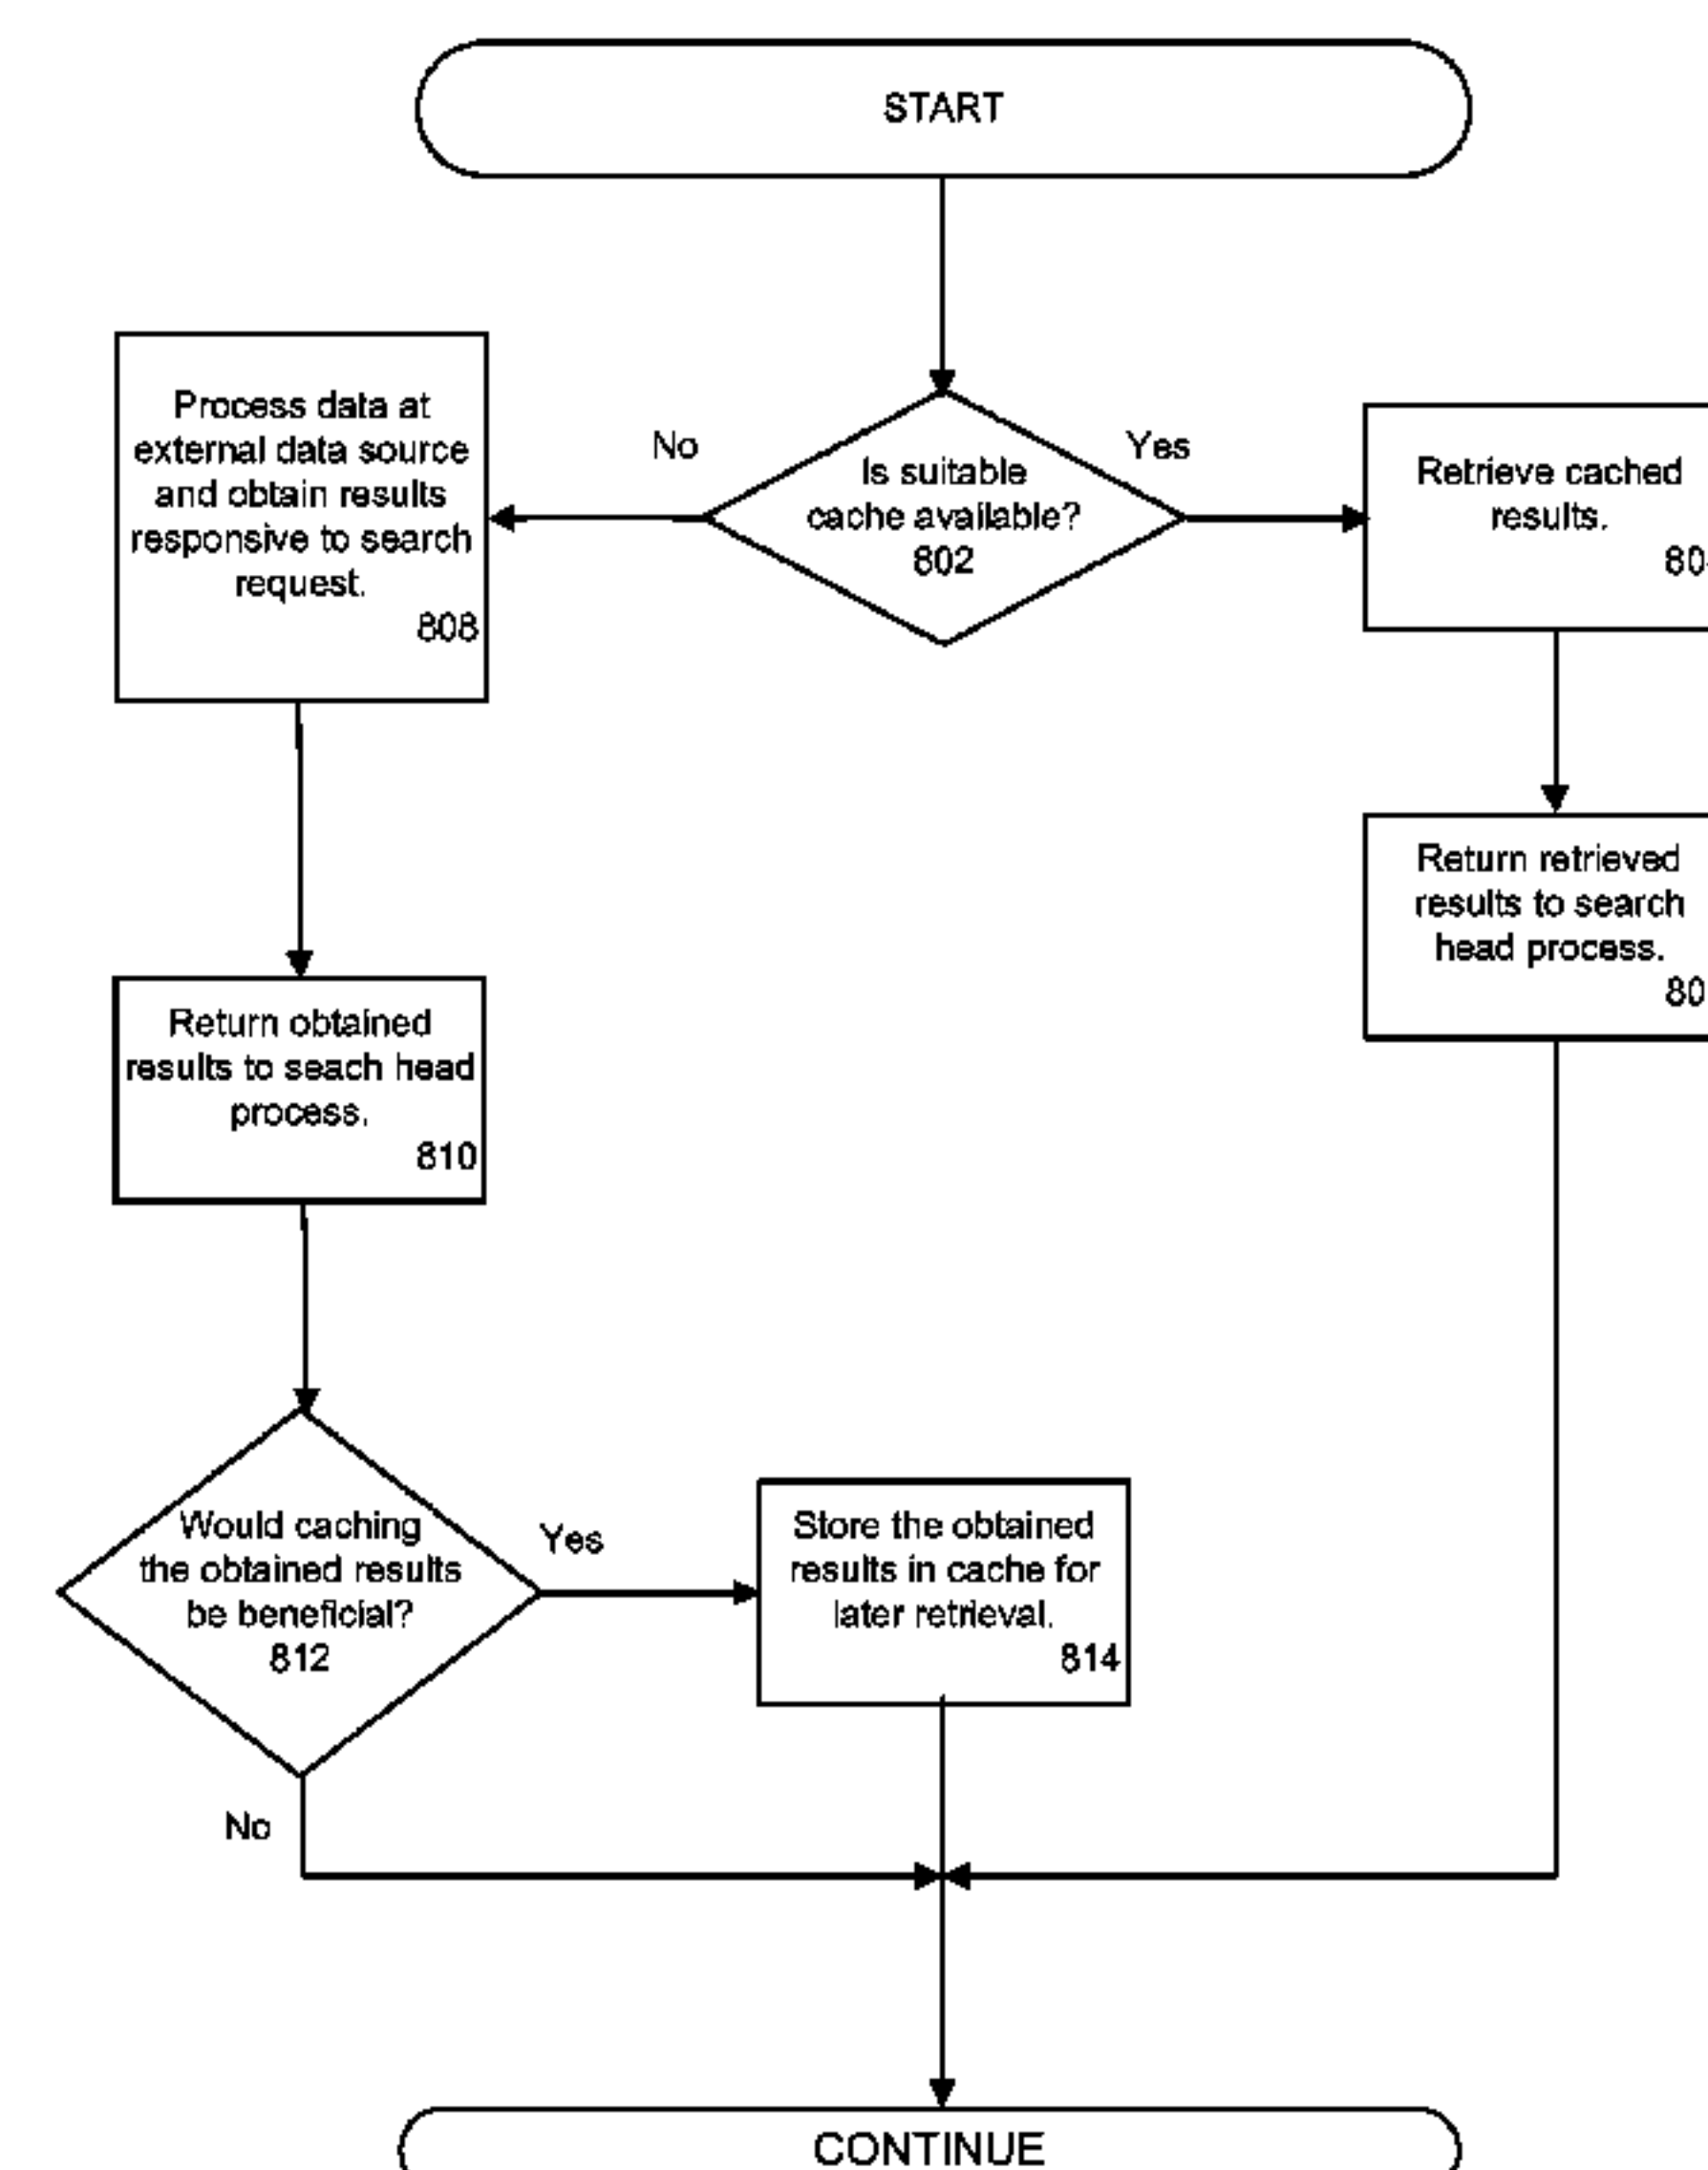 START
No
Is suitable
cache available?
802
Yes
Process data at
external data source
and obtain results
responsive to search
request.
808
Retrieve cached
results.
Return retrieved
results to search
head process.
Return obtained
results to seach head
process.
810
Would caching
the obtained results
be beneficial?
812
Yes
Store the obtained
results in cache for
later retrieval.
814
No
CONTINUE